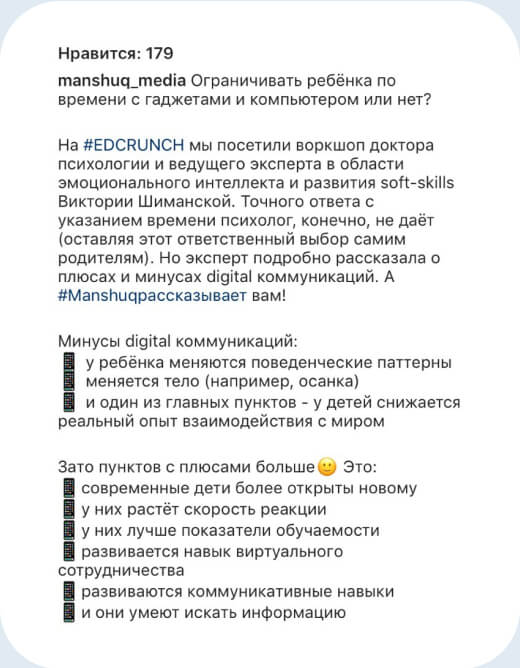 Нравится: 179
manshuq_media Ограничивать ребёнка по
времени с гаджетами и компьютером или нет?
На #EDCRUNCH мы посетили воркшоп доктора
психологии и ведущего эксперта в области
эмоционального интеллекта и развития soft-skills
Виктории Шиманской. Точного ответа с
указанием времени психолог, конечно, не даёт
(оставляя этот ответственный выбор самим
родителям). Но эксперт подробно рассказала о
плюсах и минусах digital коммуникаций. А
#Manshuqрассказывает вам!
Минусы digital коммуникаций:
📱 у ребёнка меняются поведенческие паттерны
📱 меняется тело (например, осанка)
📱 и один из главных пунктов - у детей снижается
реальный опыт взаимодействия с миром
Зато пунктов с плюсами больше🙂 Это:
📱 современные дети более открыты новому
📱 у них растёт скорость реакции
📱 у них лучше показатели обучаемости
📱 развивается навык виртуального
сотрудничества
📱 развиваются коммуникативные навыки
📱 и они умеют искать информацию